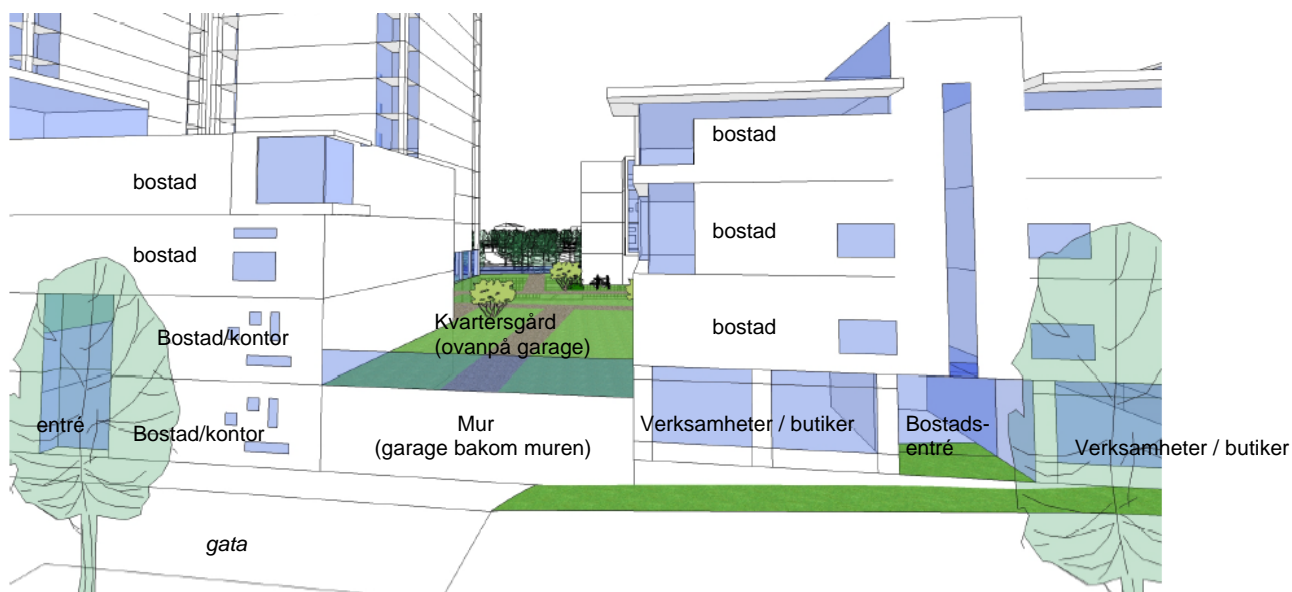 bostad
bostad
bostad
bostad
Kvartersgård
(ovanpå garage)
Bostad/kontor
bostad
entré
Bostad/kontor
Mur
(garage bakom muren)
Verksamheter / butiker
Bostads-
entré
Verksamheter / butiker
gata